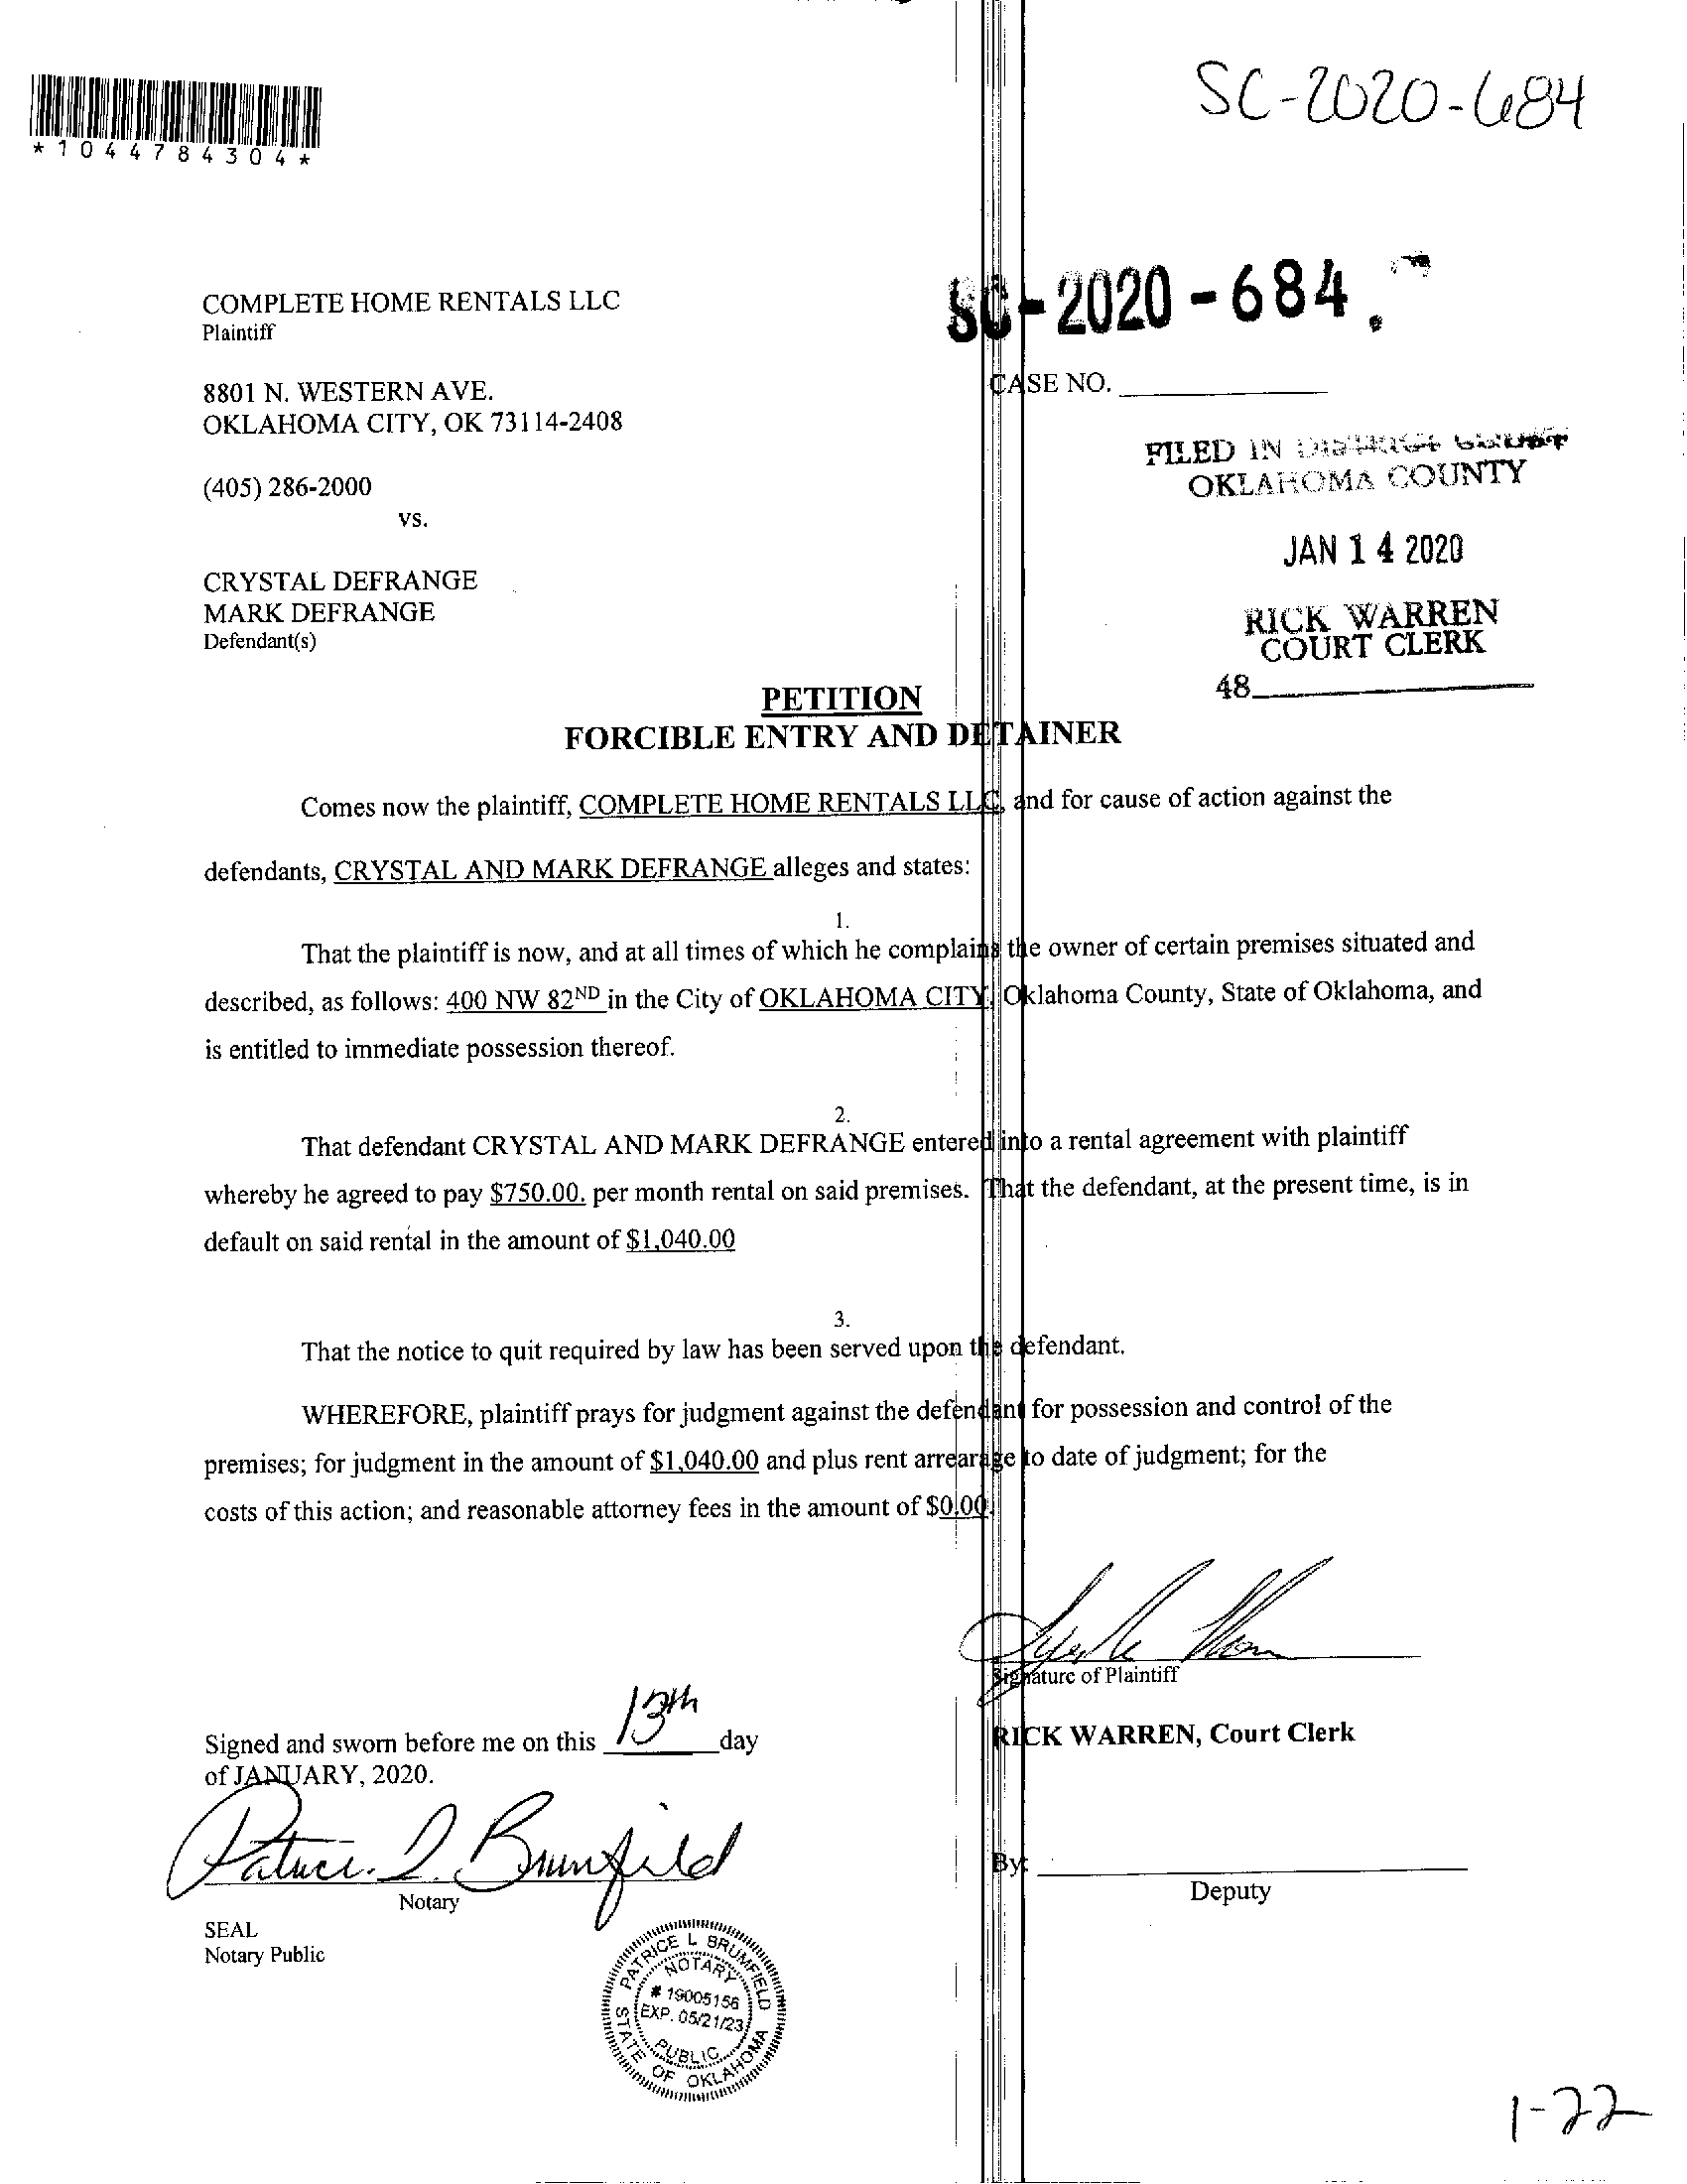 SC-2020-684
*1044784304*
SC-2020-684.
COMPLETE HOME RENTALS LLC
Plaintiff
8801 N. WESTERN AVE.
OKLAHOMA CITY, OK 73114-2408
CASE NO.
FILED IN DISTRICT COURT
OKLAHOMA COUNTY
(405) 286-2000
vs.
JAN 14 2020
CRYSTAL DEFRANGE
MARK DEFRANGE
Defendant(s)
RICK WARREN
COURT CLERK
48
PETITION
FORCIBLE ENTRY AND DETAINER
Comes now the plaintiff, COMPLETE HOME RENTALS LLC, and for cause of action against the
defendants, CRYSTAL AND MARK DEFRANGE alleges and states:
1.
That the plaintiff is now, and at all times of which he complains the owner of certain premises situated and
described, as follows: 400 NW 82ND in the City of OKLAHOMA CITY, Oklahoma County, State of Oklahoma, and
is entitled to immediate possession thereof.
2.
That defendant CRYSTAL AND MARK DEFRANGE entered into a rental agreement with plaintiff
whereby he agreed to pay $750.00. per month rental on said premises. That the defendant, at the present time, is in
default on said rental in the amount of $1,040.00
3.
That the notice to quit required by law has been served upon the defendant.
WHEREFORE, plaintiff prays for judgment against the defendant for possession and control of the
premises; for judgment in the amount of $1,040.00 and plus rent arrearage to date of judgment; for the
costs of this action; and reasonable attorney fees in the amount of $0.00.
Signature of Plaintiff
Signed and sworn before me on this 13th day
of JANUARY, 2020.
RICK WARREN, Court Clerk
Patrice L Brumfield
Notary
By:
Deputy
SEAL
Notary Public
PATRICE L BRUMFIELD
NOTARY
# 19005156
EXP. 05/21/23
PUBLIC
STATE OF OKLAHOMA
1-22